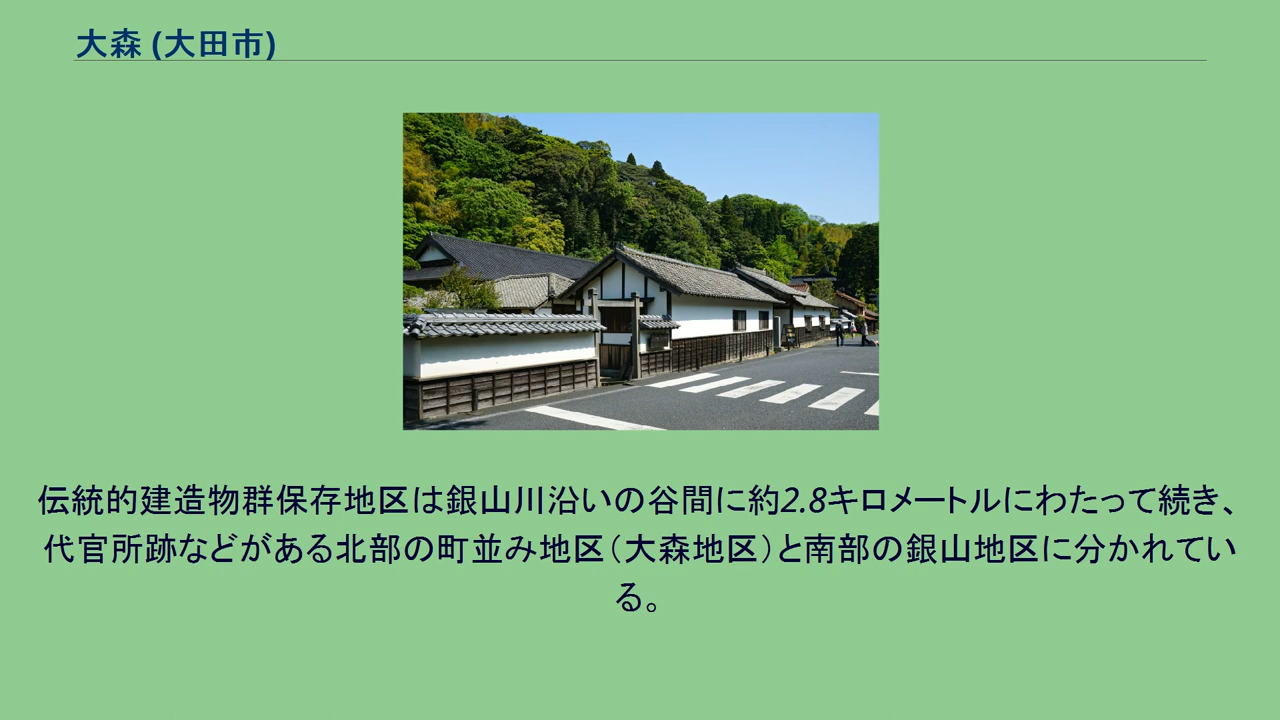 大森 (大田市)
伝統的建造物群保存地区は銀山川沿いの谷間に約2.8キロメートルにわたって続き、
代官所跡などがある北部の町並み地区（大森地区）と南部の銀山地区に分かれてい
る。